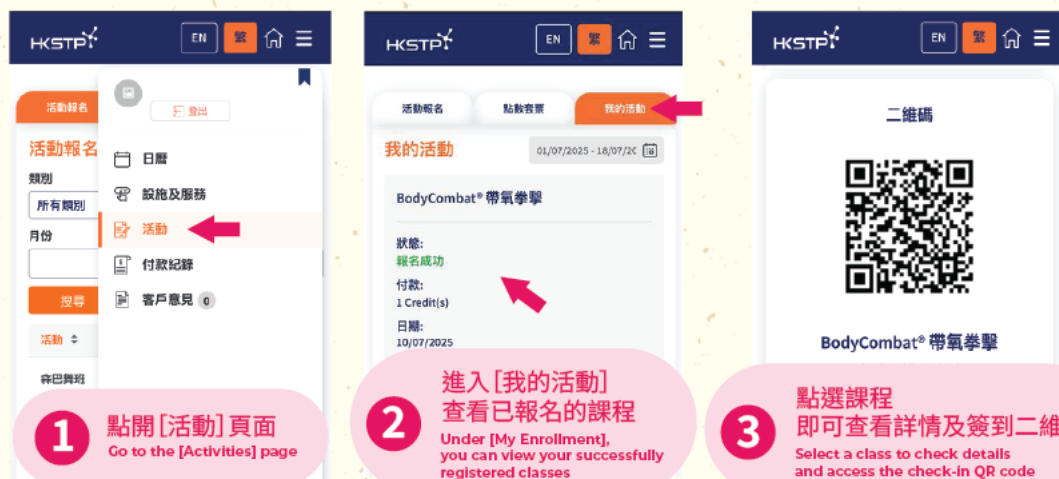 HKSTP
EN
繁
活動報名
登出
活動報名
類別
所有類別
月份
搜尋
活動
森巴舞班
日曆
設施及服務
活動
付款紀錄
客戶意見 0
1
點開[活動]頁面
Go to the [Activities] page
HKSTP
EN
繁
活動報名
點數套票
我的活動
我的活動
01/07/2025 - 18/07/2
BodyCombat® 帶氧拳擊
狀態:
報名成功
付款:
1 Credit(s)
日期:
10/07/2025
2
進入[我的活動]
查看已報名的課程
Under [My Enrollment],
you can view your successfully
registered classes
HKSTP
EN
繁
二維碼
BodyCombat® 帶氧拳擊
3
點選課程
即可查看詳情及簽到二維
Select a class to check details
and access the check-in QR code